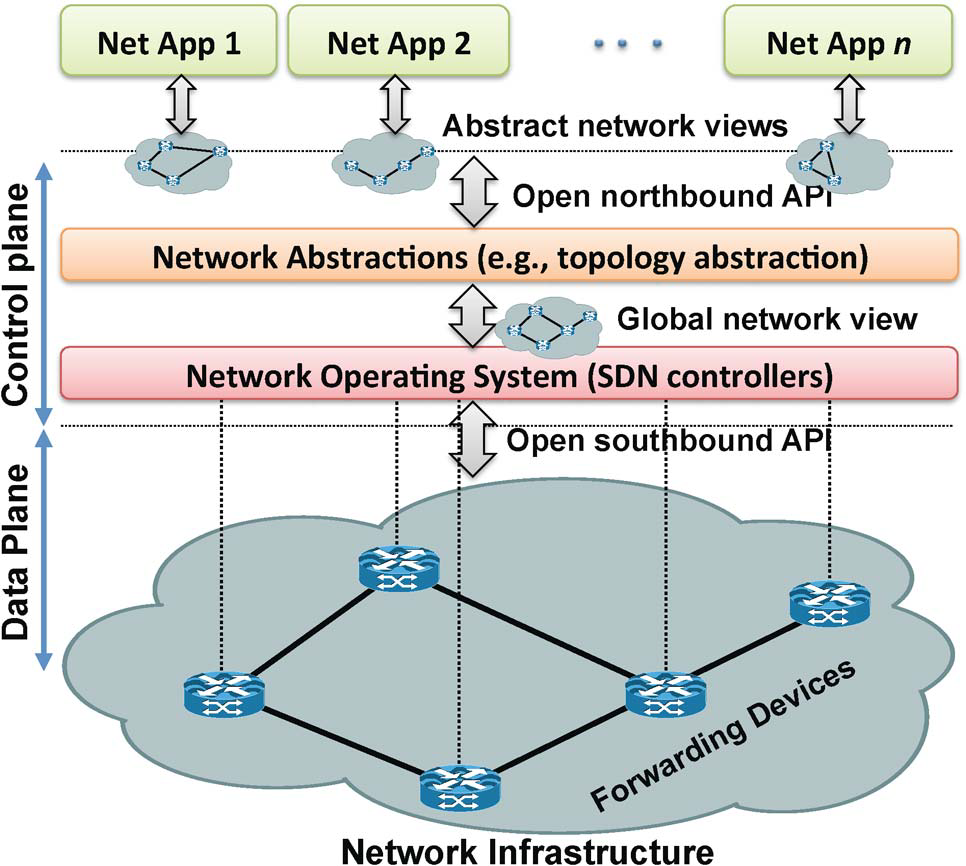 Net App 1
Net App 2
Net App n
Abstract network views
Open northbound API
Network Abstractions (e.g., topology abstraction)
Global network view
Network Operating System (SDN controllers)
Control plane
Open southbound API
Data Plane
Forwarding Devices
Network Infrastructure